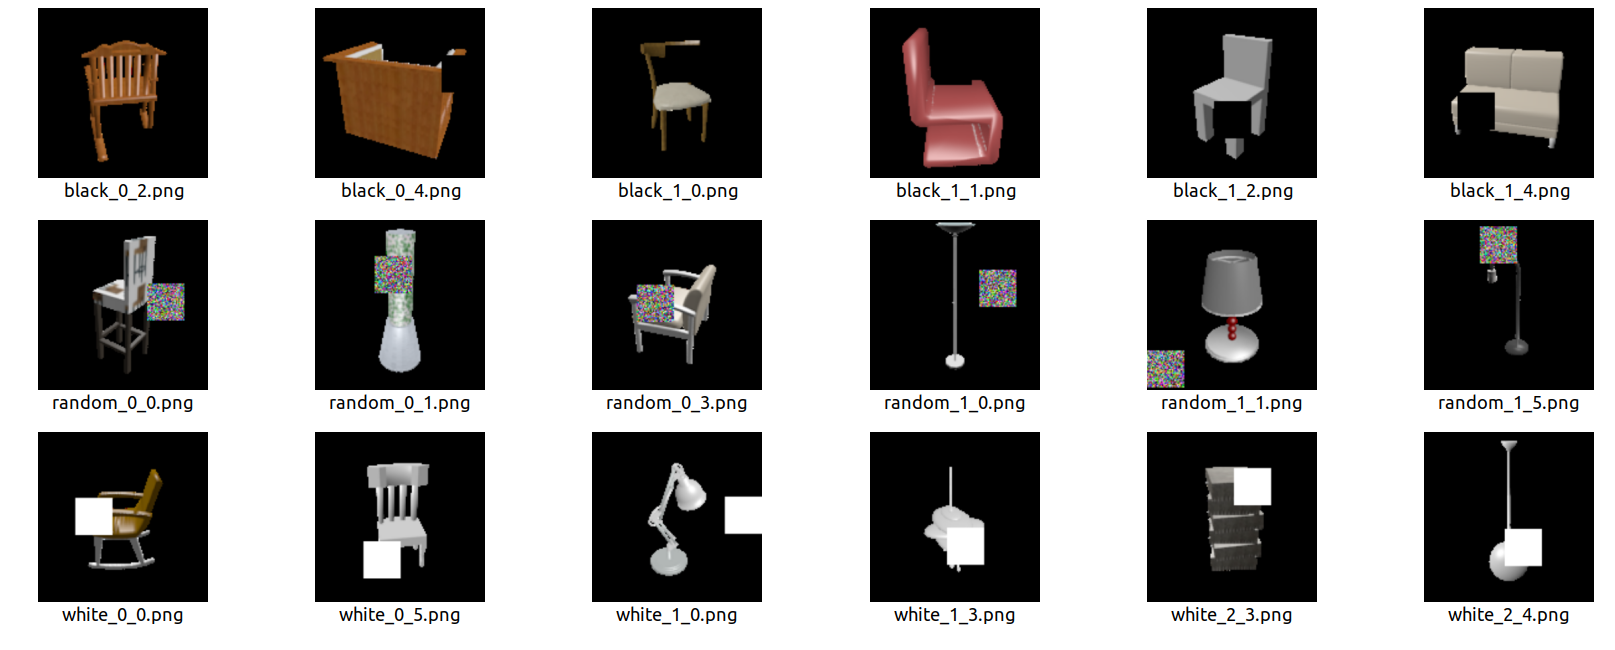 black_0_2.png
black_0_4.png
black_1_0.png
black_1_1.png
black_1_2.png
black_1_4.png
random_0_0.png
random_0_1.png
random_0_3.png
random_1_0.png
random_1_1.png
random_1_5.png
white_0_0.png
white_0_5.png
white_1_0.png
white_1_3.png
white_2_3.png
white_2_4.png